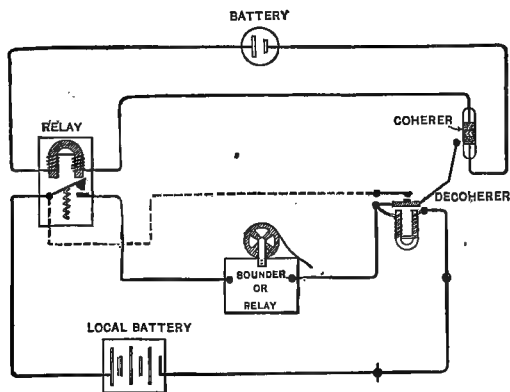 BATTERY
RELAY
COHERER
DECOHERER
SOUNDER
OR
RELAY
LOCAL BATTERY